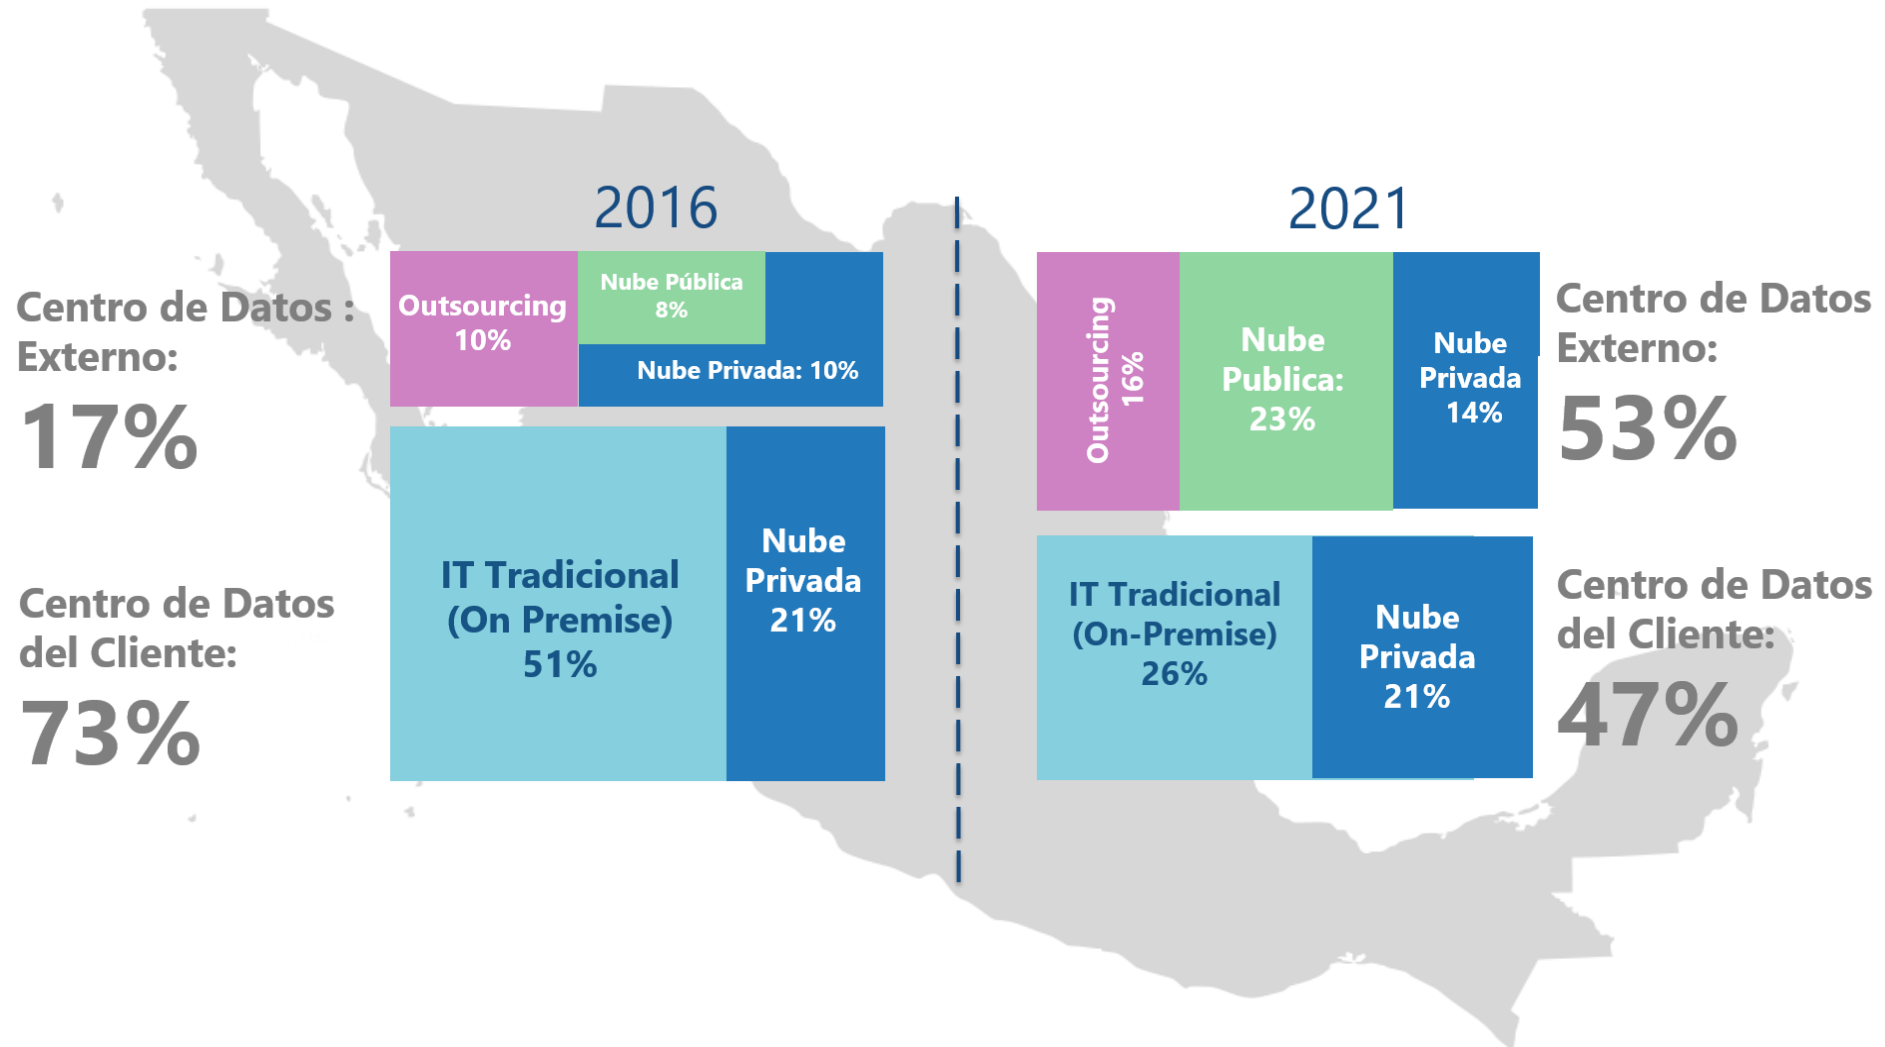 2016
Centro de Datos :
Externo:
17%
Outsourcing
10%
Nube Pública
8%
Nube Privada: 10%
Centro de Datos
del Cliente:
73%
IT Tradicional
(On Premise)
51%
Nube
Privada
21%
2021
Outsourcing
16%
Nube
Publica:
23%
Nube
Privada
14%
Centro de Datos
Externo:
53%
IT Tradicional
(On-Premise)
26%
Nube
Privada
21%
Centro de Datos
del Cliente:
47%